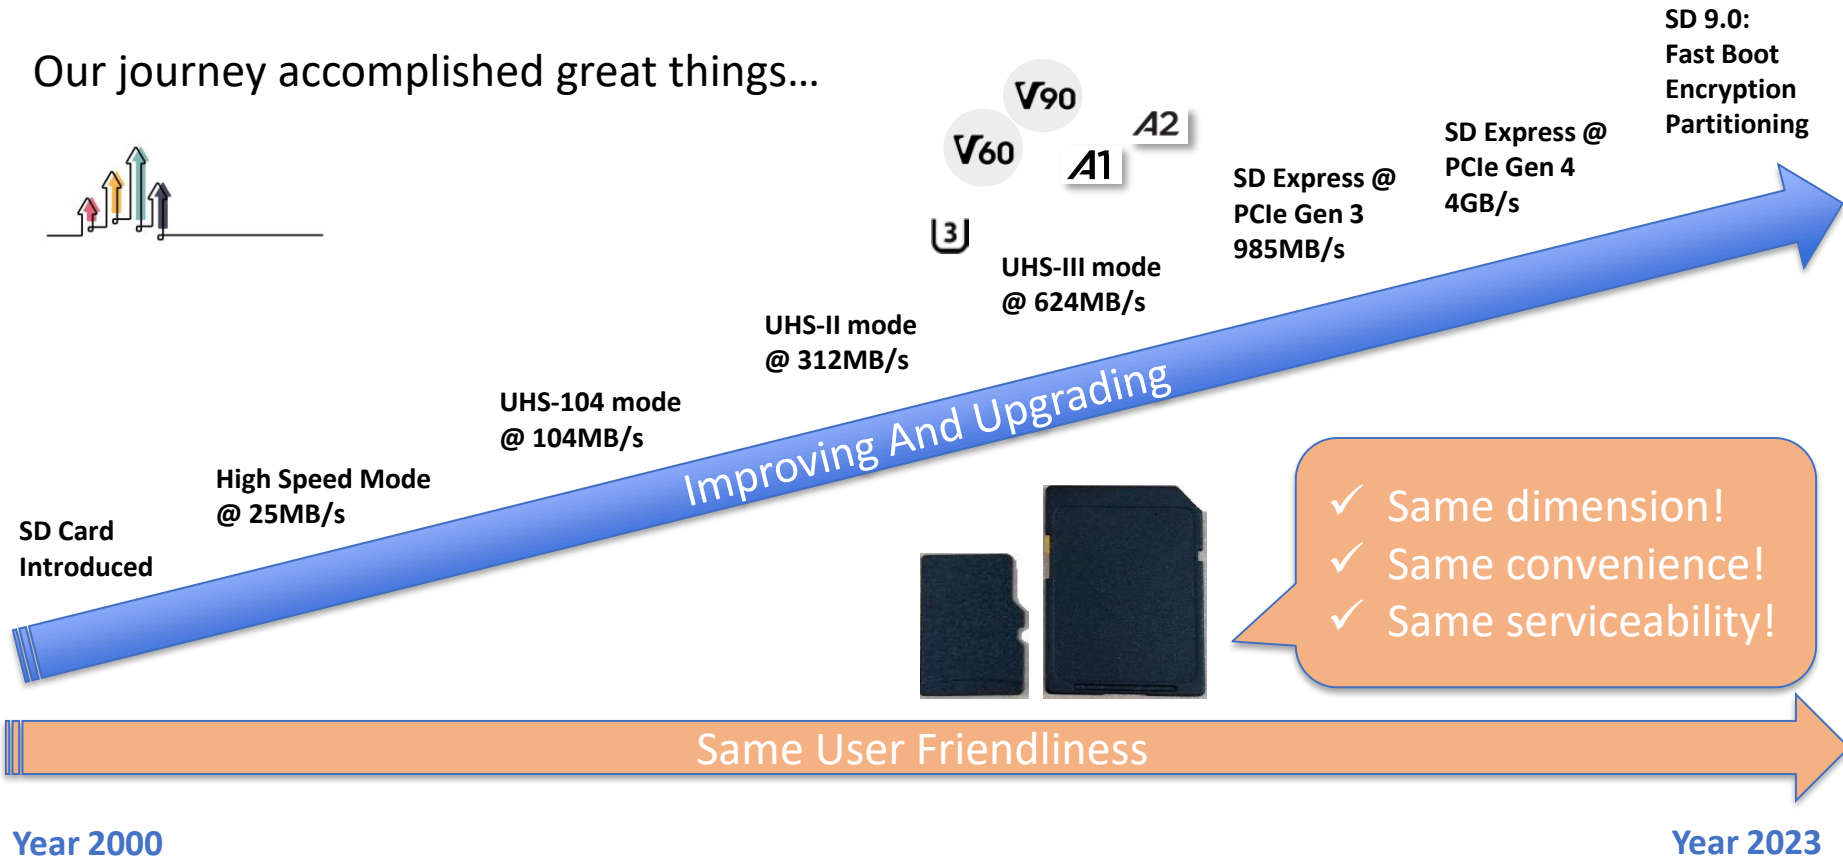 Our journey accomplished great things…
SD 9.0:
Fast Boot
Encryption
Partitioning
V90
V60
A2
A1
3
SD Express @
PCIe Gen 4
4GB/s
SD Express @
PCIe Gen 3
985MB/s
UHS-III mode
@ 624MB/s
UHS-II mode
@ 312MB/s
UHS-104 mode
@ 104MB/s
High Speed Mode
@ 25MB/s
SD Card
Introduced
Improving And Upgrading
✓ Same dimension!
✓ Same convenience!
✓ Same serviceability!
Same User Friendliness
Year 2000
Year 2023